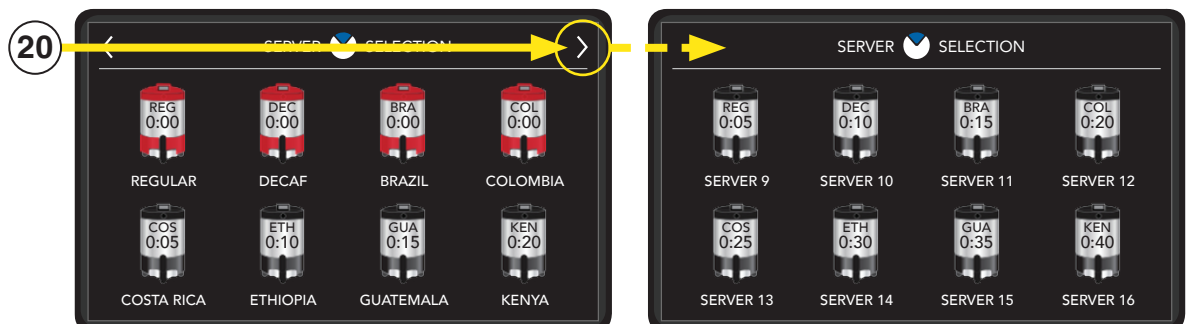 20
SERVER SELECTION
REG DEC BRA COL
0:00 0:00 0:00 0:00
REGULAR DECAF BRAZIL COLOMBIA
COS ETH GUA KEN
0:05 0:10 0:15 0:20
COSTA RICA ETHIOPIA GUATEMALA KENYA
SERVER SELECTION
REG DEC BRA COL
0:05 0:10 0:15 0:20
SERVER 9 SERVER 10 SERVER 11 SERVER 12
COS ETH GUA KEN
0:25 0:30 0:35 0:40
SERVER 13 SERVER 14 SERVER 15 SERVER 16